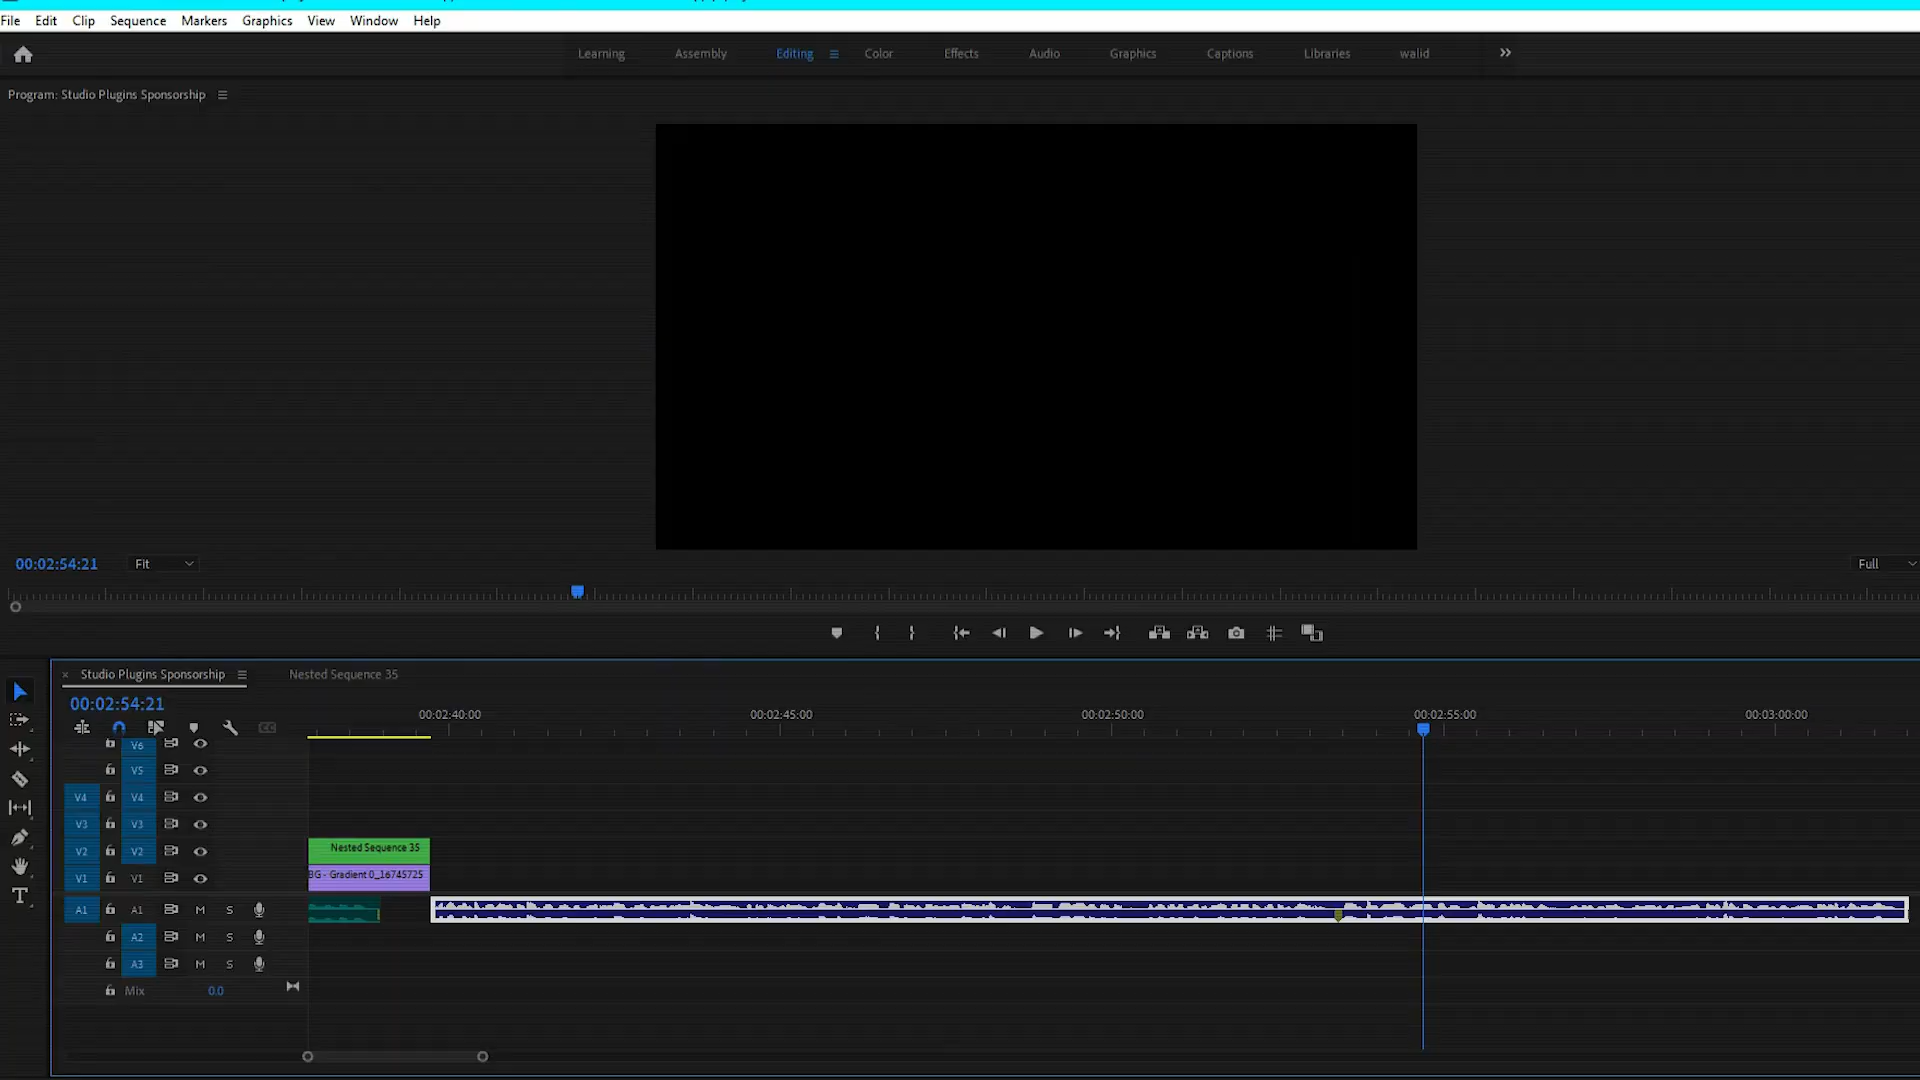 File Edit Clip Sequence Markers Graphics View Window Help
Learning Assembly Editing Color Effects Audio Graphics Captions Libraries walid
Program: Studio Plugins Sponsorship
00:02:54:21 Fit Full
Studio Plugins Sponsorship Nested Sequence 35
00:02:54:21
00:02:40:00 00:02:45:00 00:02:50:00 00:02:55:00 00:03:00:00
V6
V5
V4 V4
V3 V3
V2 V2 Nested Sequence 35
V1 V1 BG - Gradient 0_16745725
A1 A1 M S
A2 M S
A3 M S
Mix 0.0